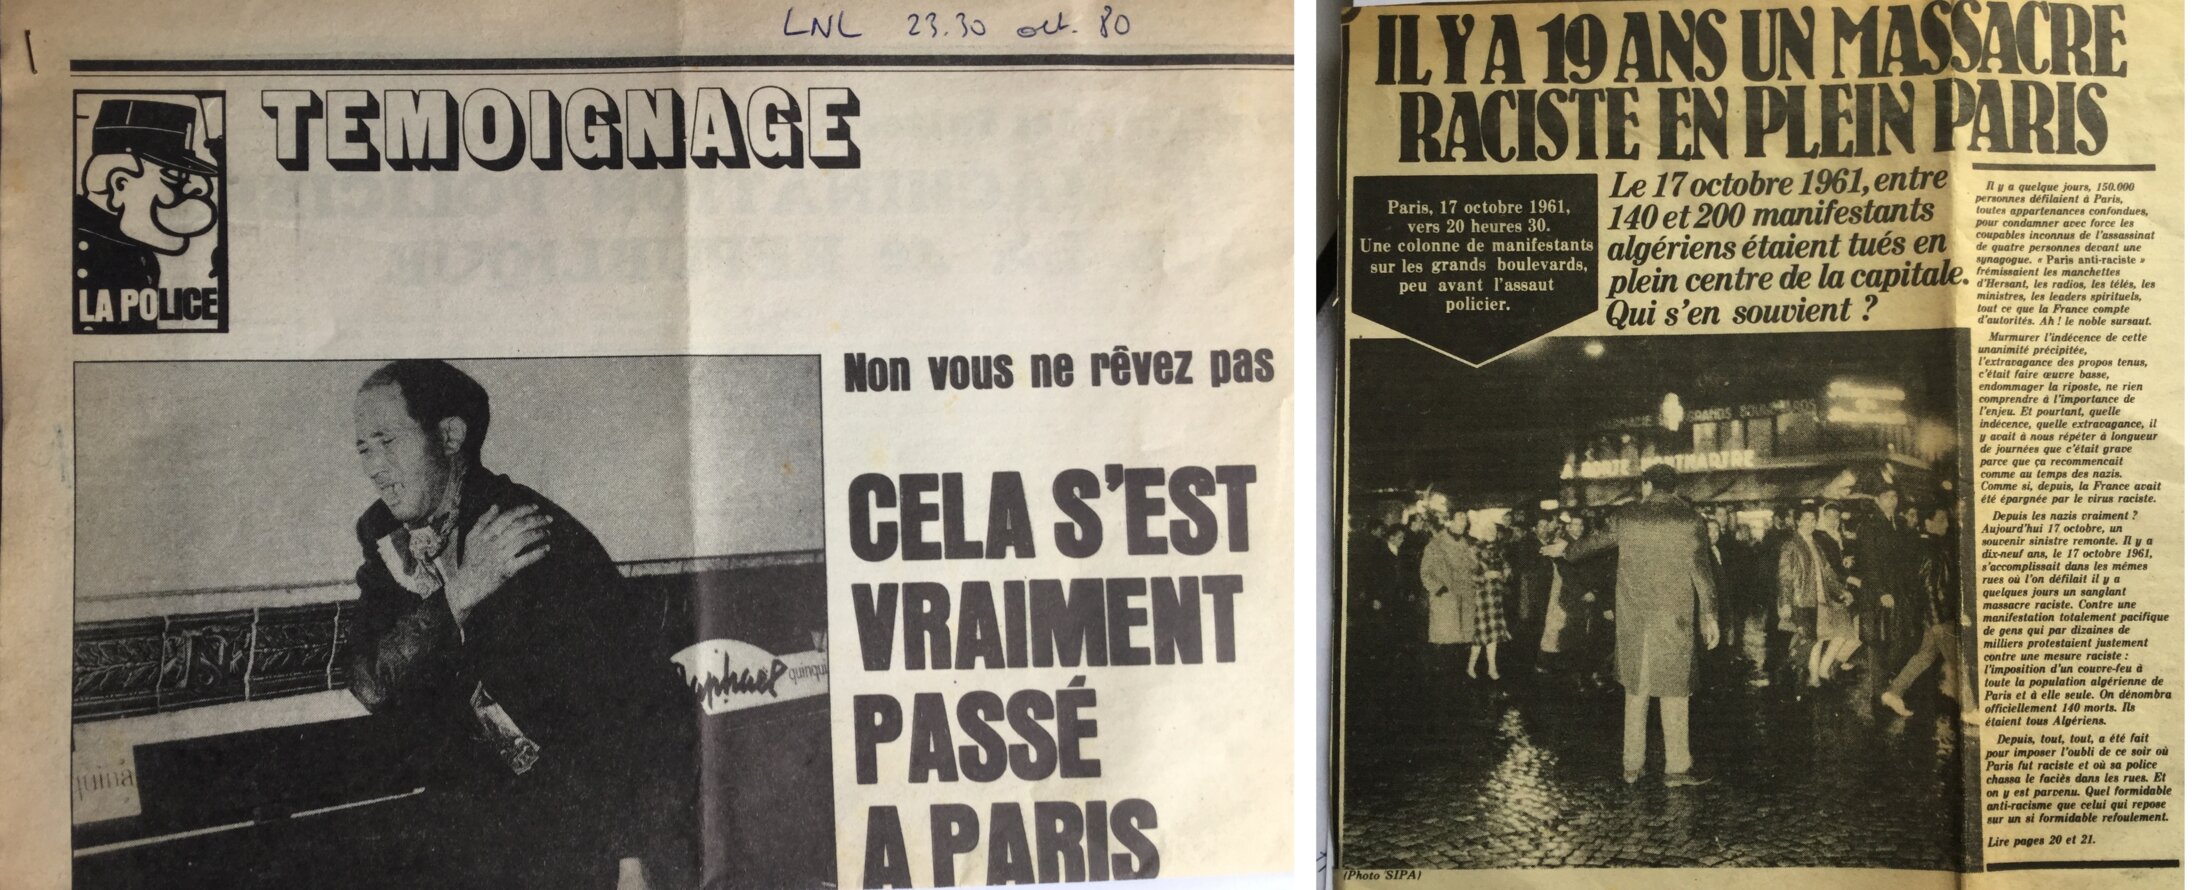 LNL 23.30 oct. 80
TEMOIGNAGE
LA POLICE
Non vous ne rêvez pas
CELA S'EST
VRAIMENT
PASSÉ
A PARIS
Raphaël
quinqui
quina
IL Y A 19 ANS UN MASSACRE
RACISTE EN PLEIN PARIS
Paris, 17 octobre 1961,
vers 20 heures 30.
Une colonne de manifestants
sur les grands boulevards,
peu avant l'assaut
policier.
Le 17 octobre 1961, entre
140 et 200 manifestants
algériens étaient tués en
plein centre de la capitale.
Qui s'en souvient ?
GRANDS BOULEVARDS
MONTMARTRE
(Photo SIPA)
Il y a quelque jours, 150.000
personnes défilaient à Paris,
toutes appartenances confondues,
pour condamner avec force les
coupables inconnus de l'assassinat
de quatre personnes devant une
synagogue. « Paris anti-raciste »
frémissaient les manchettes
d'Hersant, les radios, les télés, les
ministres, les leaders spirituels,
tout ce que la France compte
d'autorités. Ah ! le noble sursaut.
Murmurer l'indécence de cette
unanimité précipitée,
l'extravagance des propos tenus,
c'était faire œuvre basse,
endommager la riposte, ne rien
comprendre à l'importance de
l'enjeu. Et pourtant, quelle
indécence, quelle extravagance, il
y avait à nous répéter à longueur
de journées que c'était grave
parce que ça recommencait
comme au temps des nazis.
Comme si, depuis, la France avait
été épargnée par le virus raciste.
Depuis les nazis vraiment ?
Aujourd'hui 17 octobre, un
souvenir sinistre remonte. Il y a
dix-neuf ans, le 17 octobre 1961,
s'accomplissait dans les mêmes
rues où l'on défilait il y a
quelques jours un sanglant
massacre raciste. Contre une
manifestation totalement pacifique
de gens qui par dizaines de
milliers protestaient justement
contre une mesure raciste :
l'imposition d'un couvre-feu à
toute la population algérienne de
Paris et à elle seule. On dénombra
officiellement 140 morts. Ils
étaient tous Algériens.
Depuis, tout, tout, a été fait
pour imposer l'oubli de ce soir où
Paris fut raciste et où sa police
chassa le faciès dans les rues. Et
on y est parvenu. Quel formidable
anti-racisme que celui qui repose
sur un si formidable refoulement.
Lire pages 20 et 21.